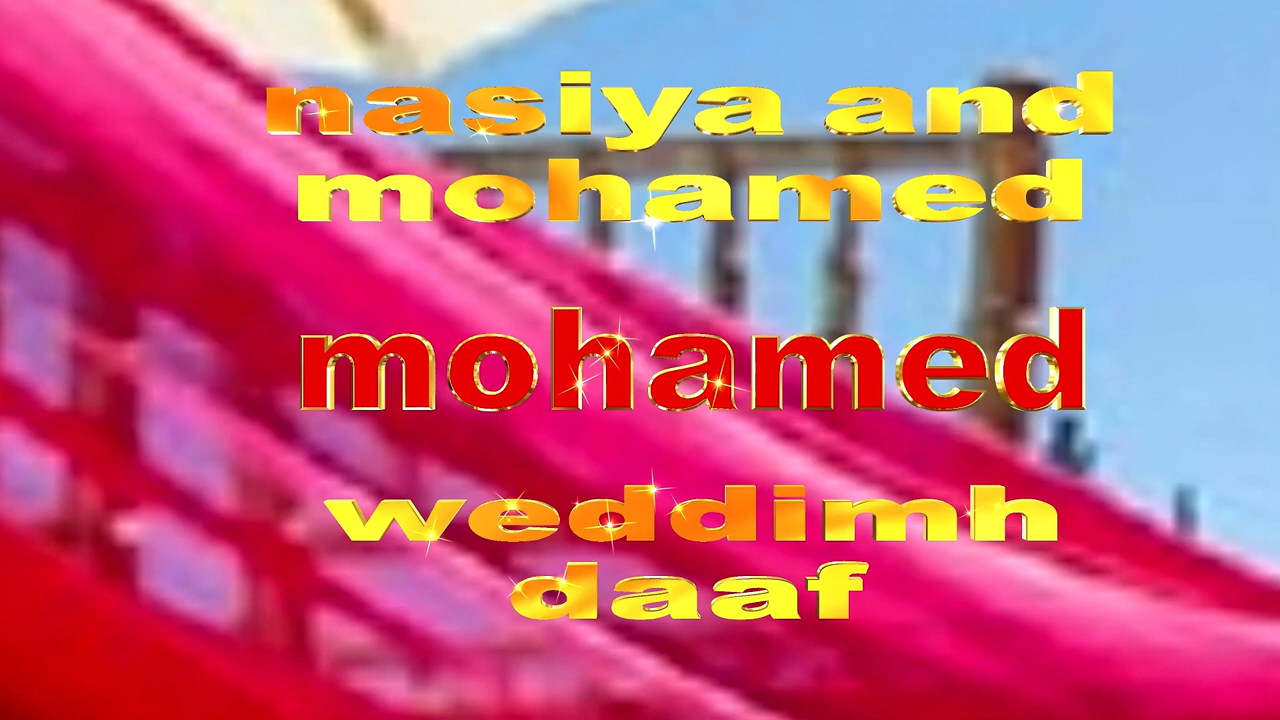 nasiya and
mohamed
mohamed
weddimh
daaf